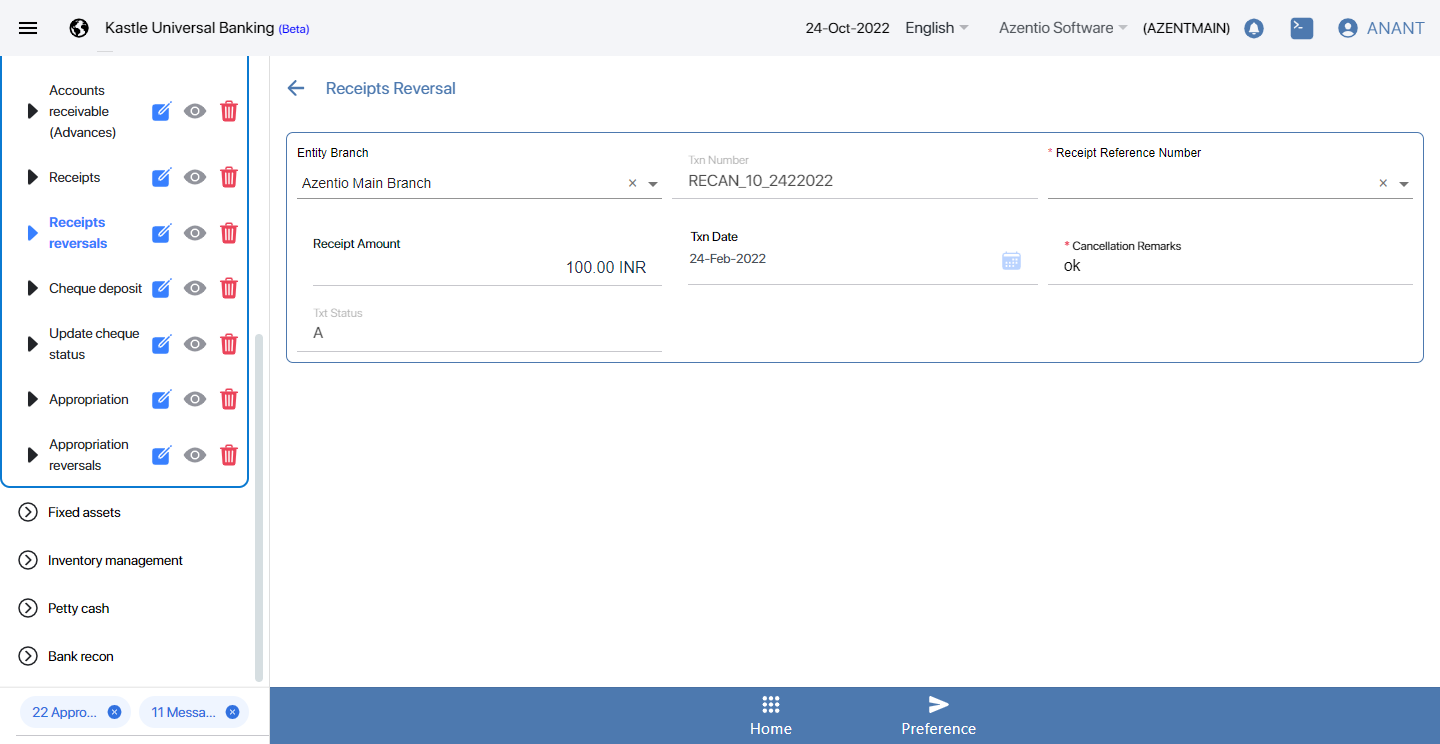 Kastle Universal Banking (Beta)
24-Oct-2022
English
Azentio Software
(AZENTMAIN)
ANANT
Accounts
receivable
(Advances)
Receipts
Receipts
reversals
Cheque deposit
Update cheque
status
Appropriation
Appropriation
reversals
Fixed assets
Inventory management
Petty cash
Bank recon
22 Appro...
11 Messa...
Receipts Reversal
Entity Branch
Azentio Main Branch
Txn Number
RECAN_10_2422022
* Receipt Reference Number
Receipt Amount
100.00 INR
Txn Date
24-Feb-2022
* Cancellation Remarks
ok
Txt Status
A
Home
Preference